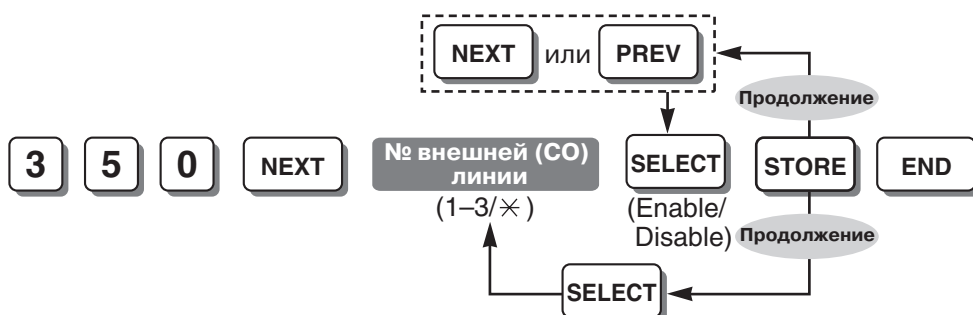 NEXT или PREV
Продолжение
3 5 0 NEXT № внешней (CO) линии SELECT STORE END
(1–3/✳)
(Enable/
Disable)
Продолжение
SELECT